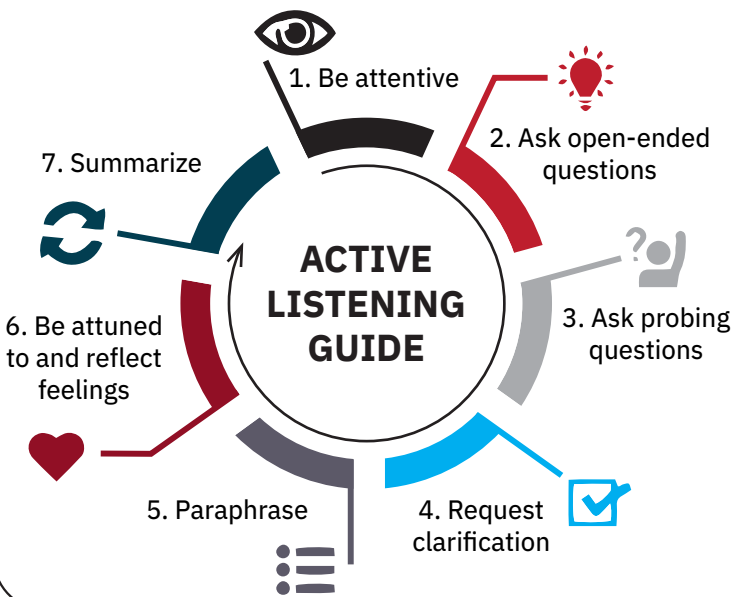 1. Be attentive
2. Ask open-ended
questions
3. Ask probing
questions
4. Request
clarification
5. Paraphrase
6. Be attuned
to and reflect
feelings
7. Summarize
ACTIVE
LISTENING
GUIDE